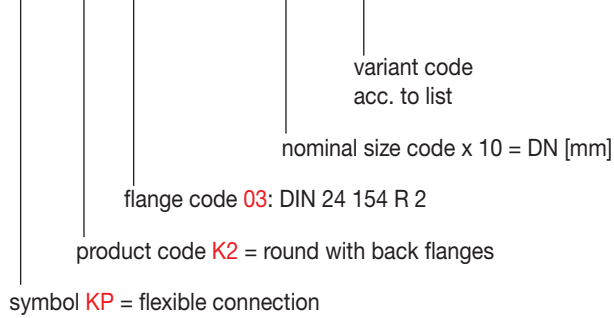 variant code
acc. to list
nominal size code x 10 = DN [mm]
flange code 03: DIN 24 154 R 2
product code K2 = round with back flanges
symbol KP = flexible connection